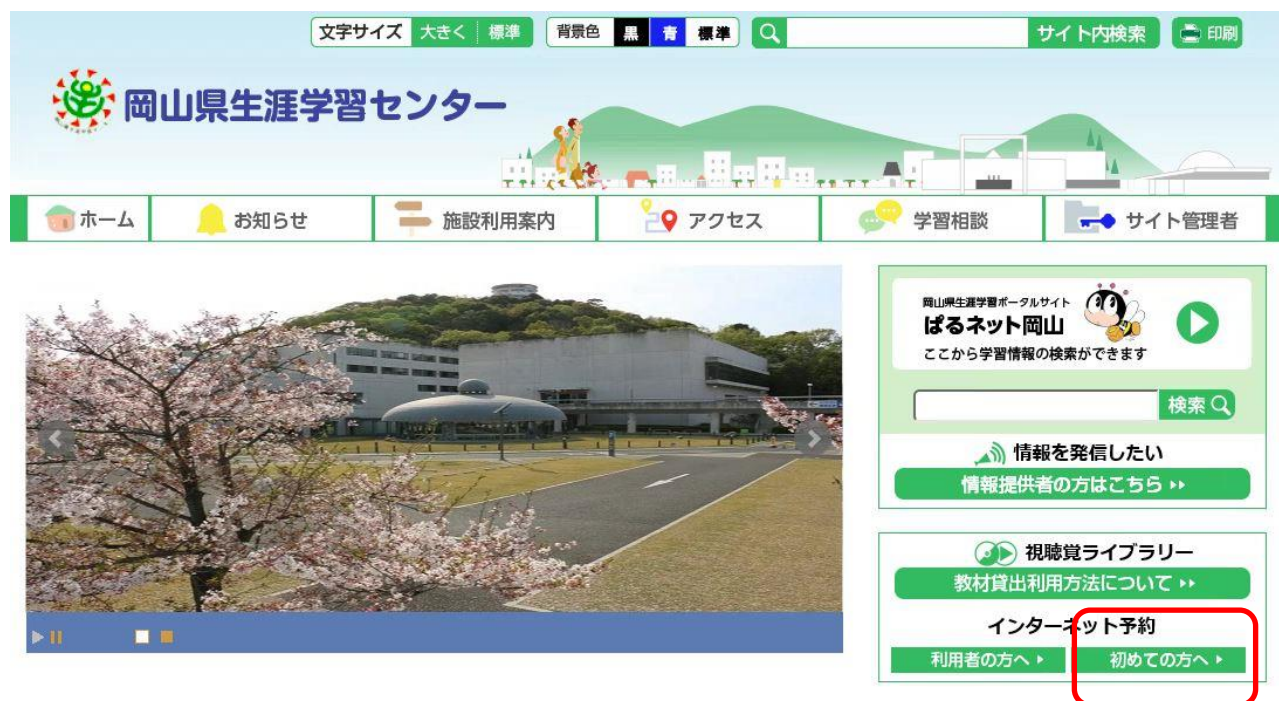 文字サイズ 大きく 標準 背景色 黒 青 標準 サイト内検索 印刷
岡山県生涯学習センター
ホーム お知らせ 施設利用案内 アクセス 学習相談 サイト管理者
岡山県生涯学習ポータルサイト
ぱるネット岡山
ここから学習情報の検索ができます
検索
情報を発信したい
情報提供者の方はこちら
視聴覚ライブラリー
教材貸出利用方法について
インターネット予約
利用者の方へ 初めての方へ